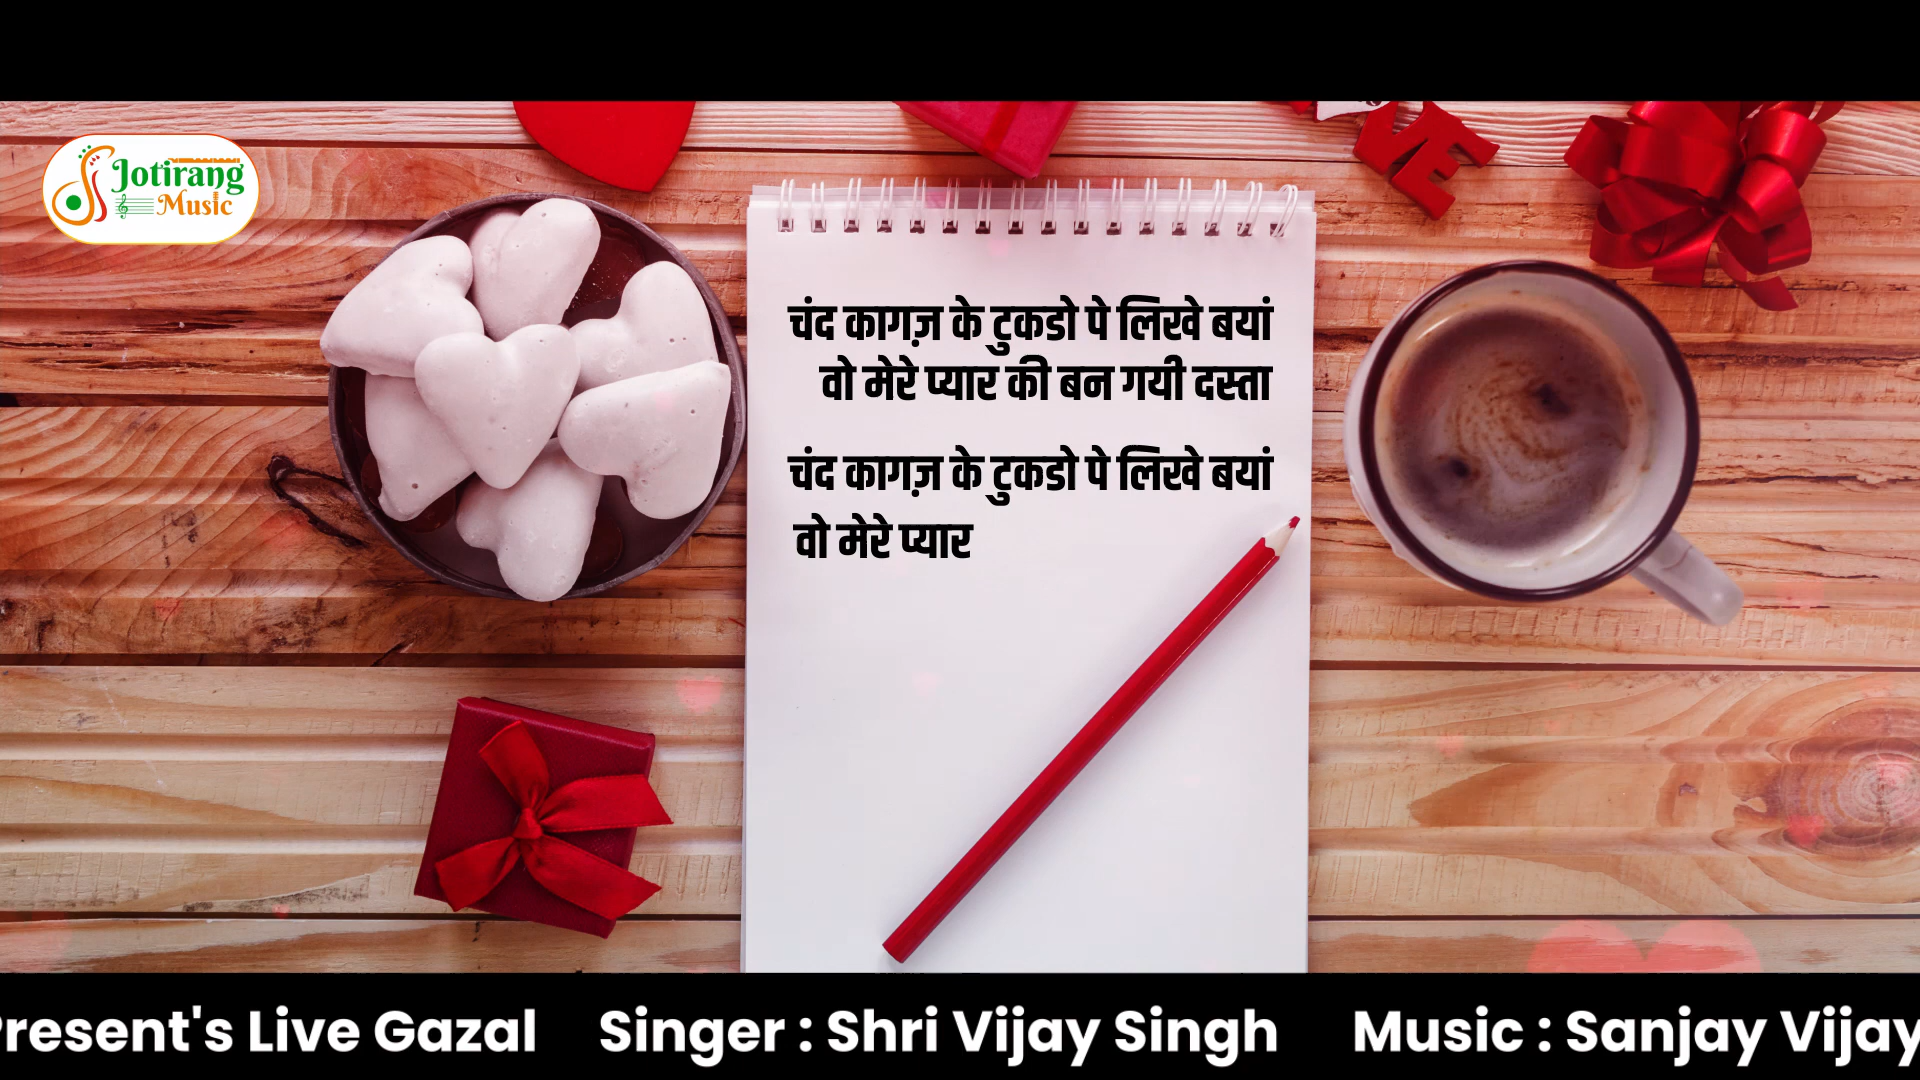 Jotirang
Music
चंद कागज़ के टुकडो पे लिखे बयां
वो मेरे प्यार की बन गयी दस्ता
चंद कागज़ के टुकडो पे लिखे बयां
वो मेरे प्यार
VE
resent's Live Gazal Singer : Shri Vijay Singh Music : Sanjay Vijay